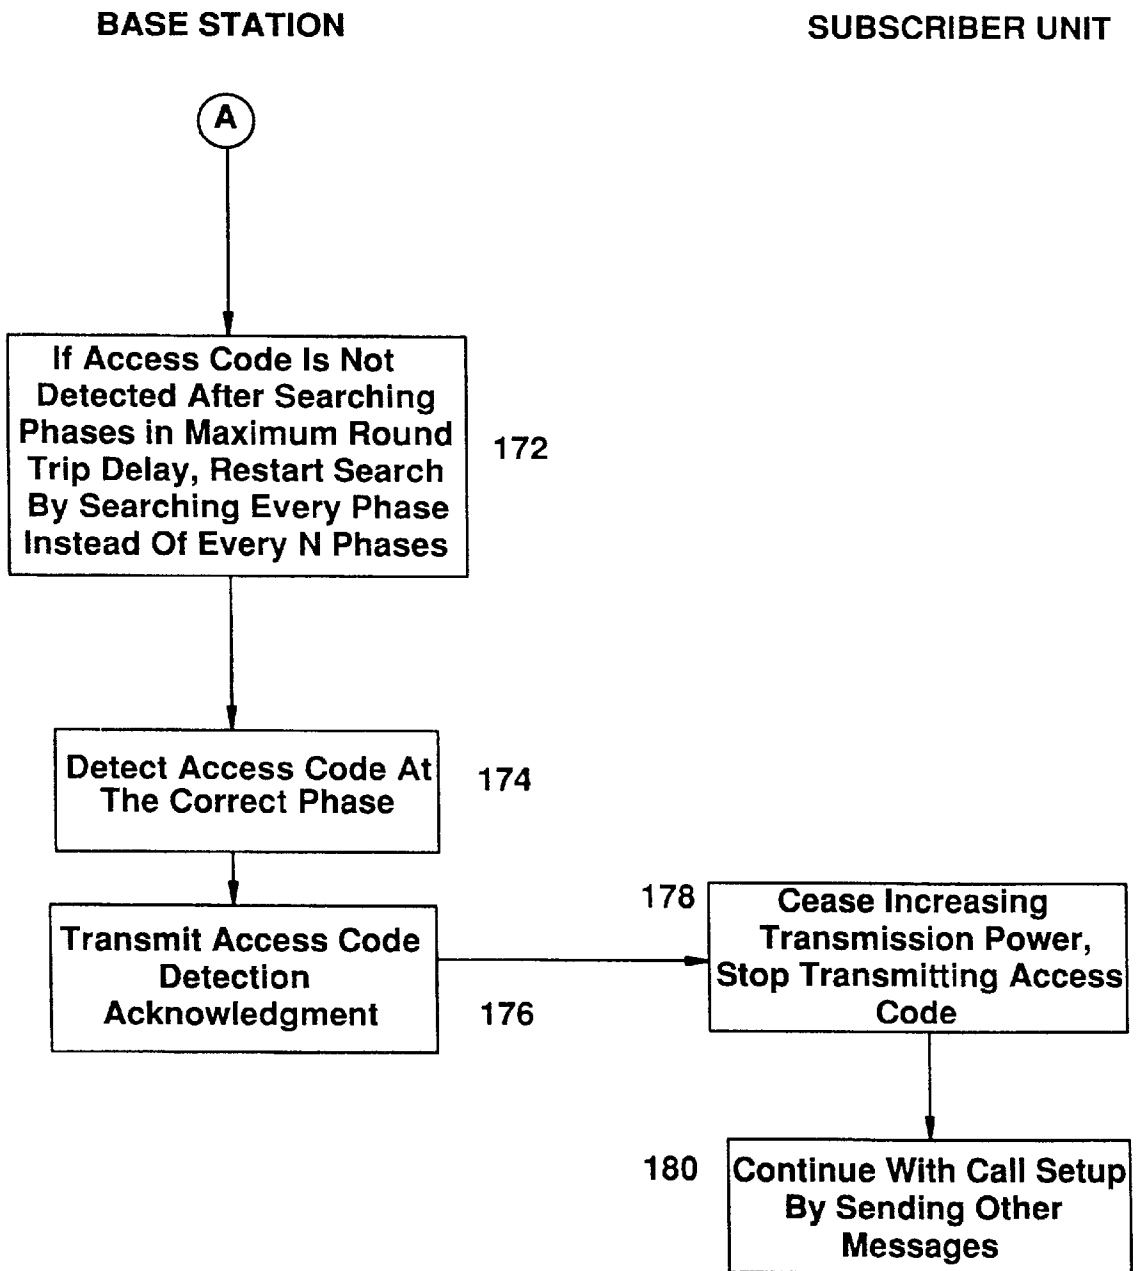 BASE STATION
SUBSCRIBER UNIT
A
If Access Code Is Not
Detected After Searching
Phases in Maximum Round
Trip Delay, Restart Search
By Searching Every Phase
Instead Of Every N Phases
172
Detect Access Code At
The Correct Phase
174
Transmit Access Code
Detection
Acknowledgment
176
178
Cease Increasing
Transmission Power,
Stop Transmitting Access
Code
180
Continue With Call Setup
By Sending Other
Messages